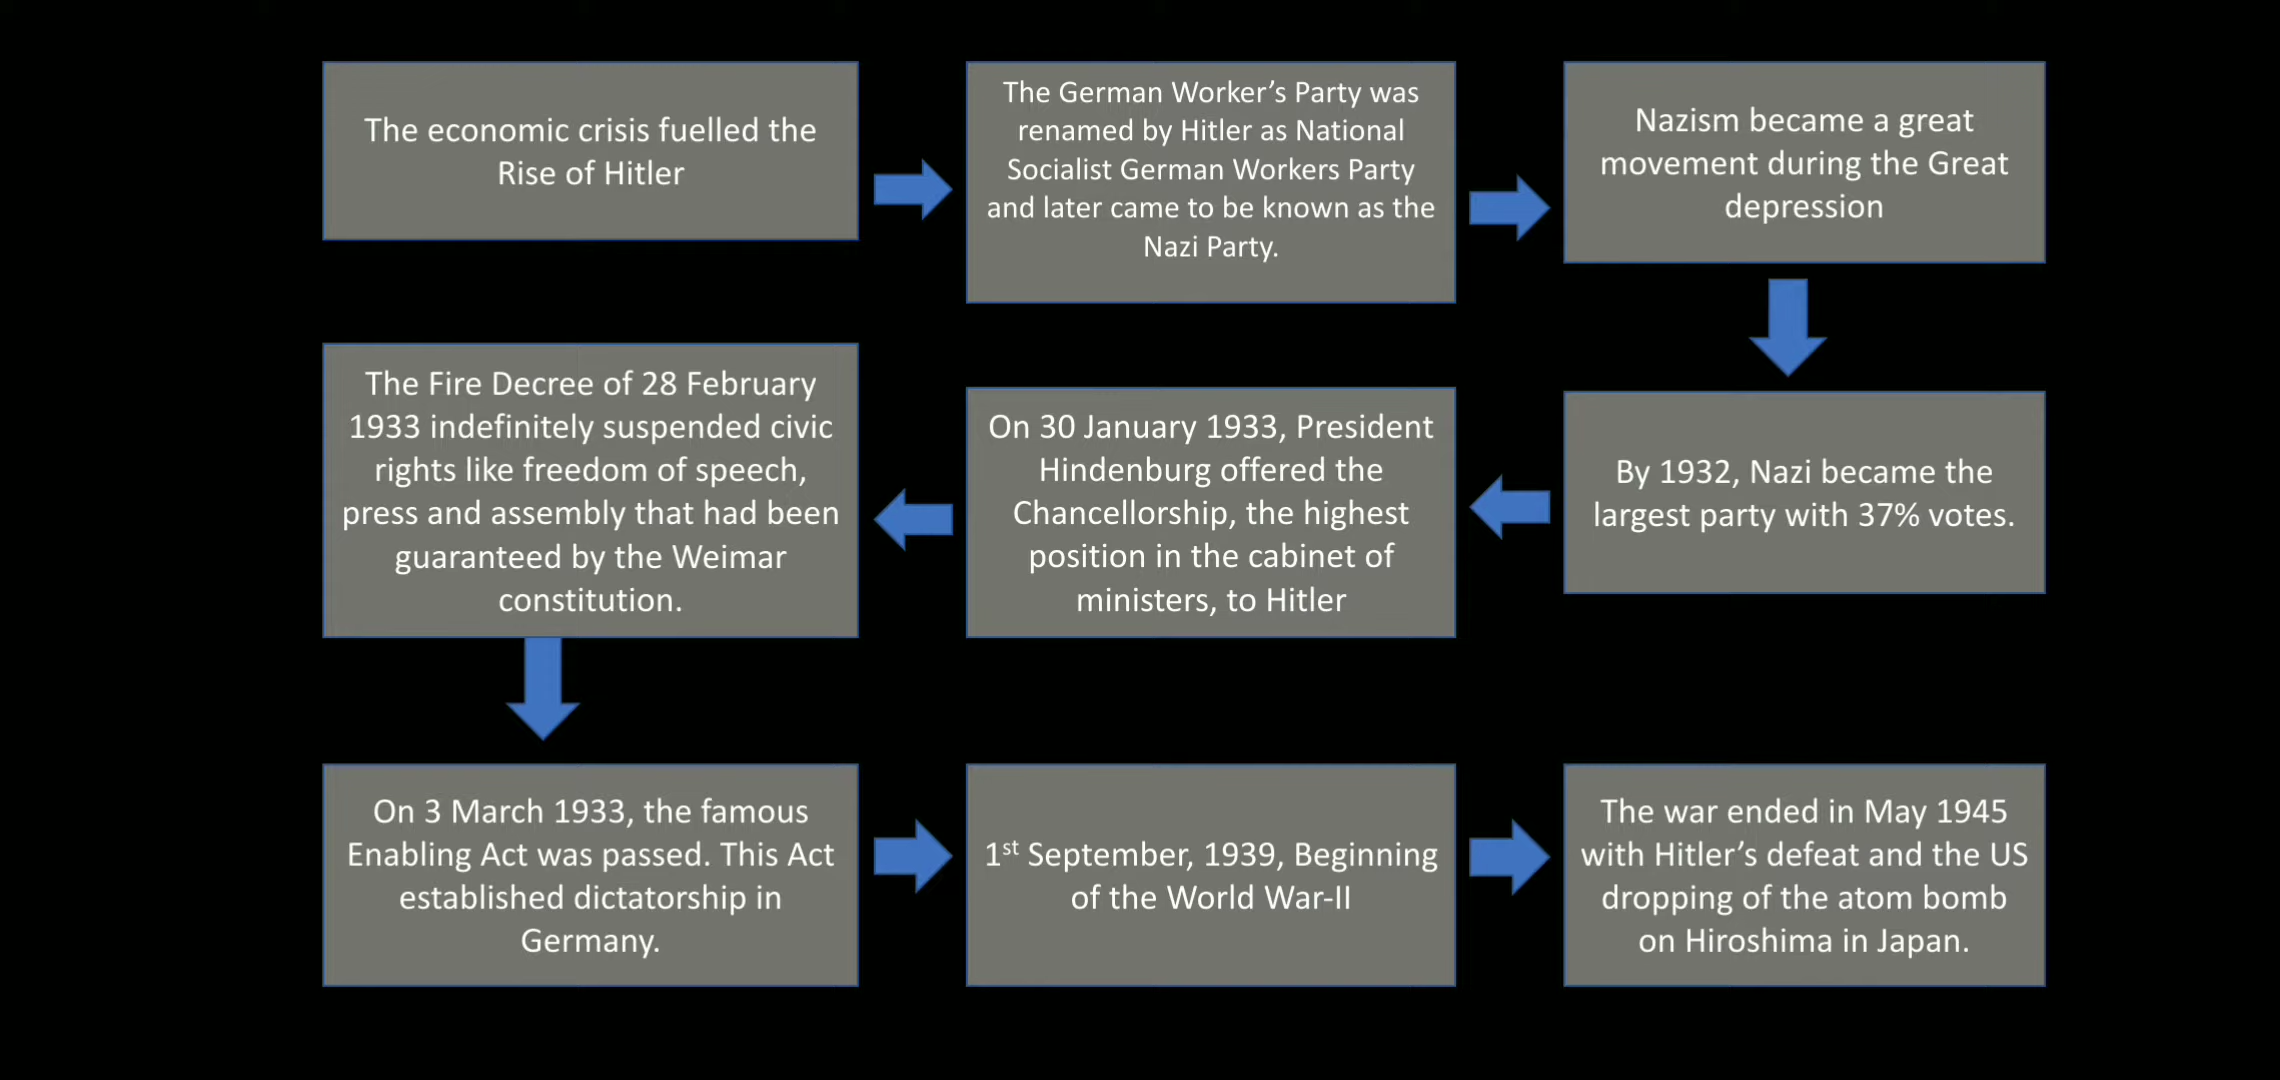 The economic crisis fuelled the
Rise of Hitler
The German Worker’s Party was
renamed by Hitler as National
Socialist German Workers Party
and later came to be known as the
Nazi Party.
Nazism became a great
movement during the Great
depression
By 1932, Nazi became the
largest party with 37% votes.
On 30 January 1933, President
Hindenburg offered the
Chancellorship, the highest
position in the cabinet of
ministers, to Hitler
The Fire Decree of 28 February
1933 indefinitely suspended civic
rights like freedom of speech,
press and assembly that had been
guaranteed by the Weimar
constitution.
On 3 March 1933, the famous
Enabling Act was passed. This Act
established dictatorship in
Germany.
1st September, 1939, Beginning
of the World War-II
The war ended in May 1945
with Hitler’s defeat and the US
dropping of the atom bomb
on Hiroshima in Japan.